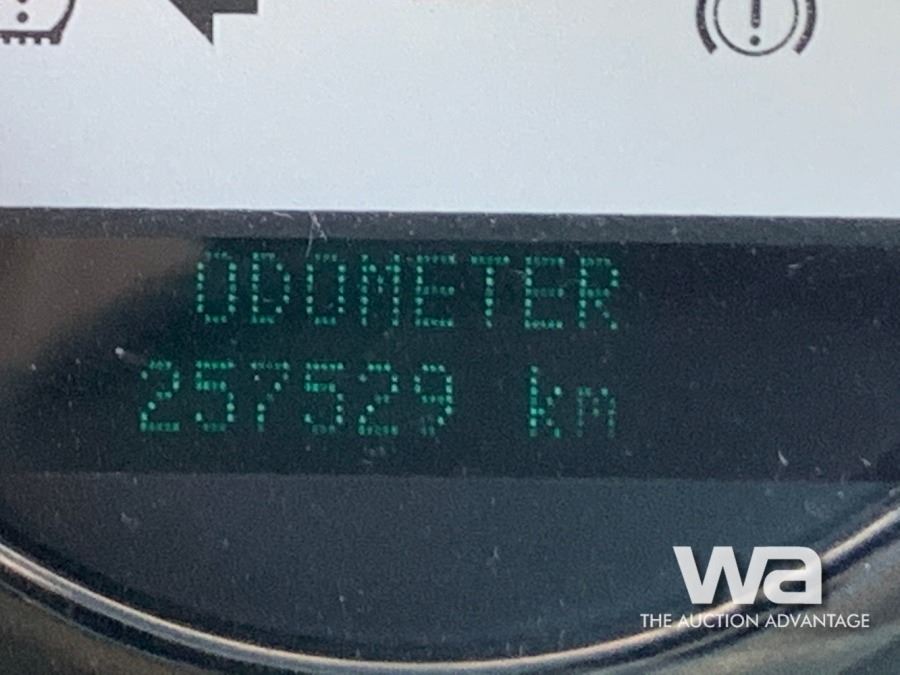 ODOMETER
257529 km
wa
THE AUCTION ADVANTAGE